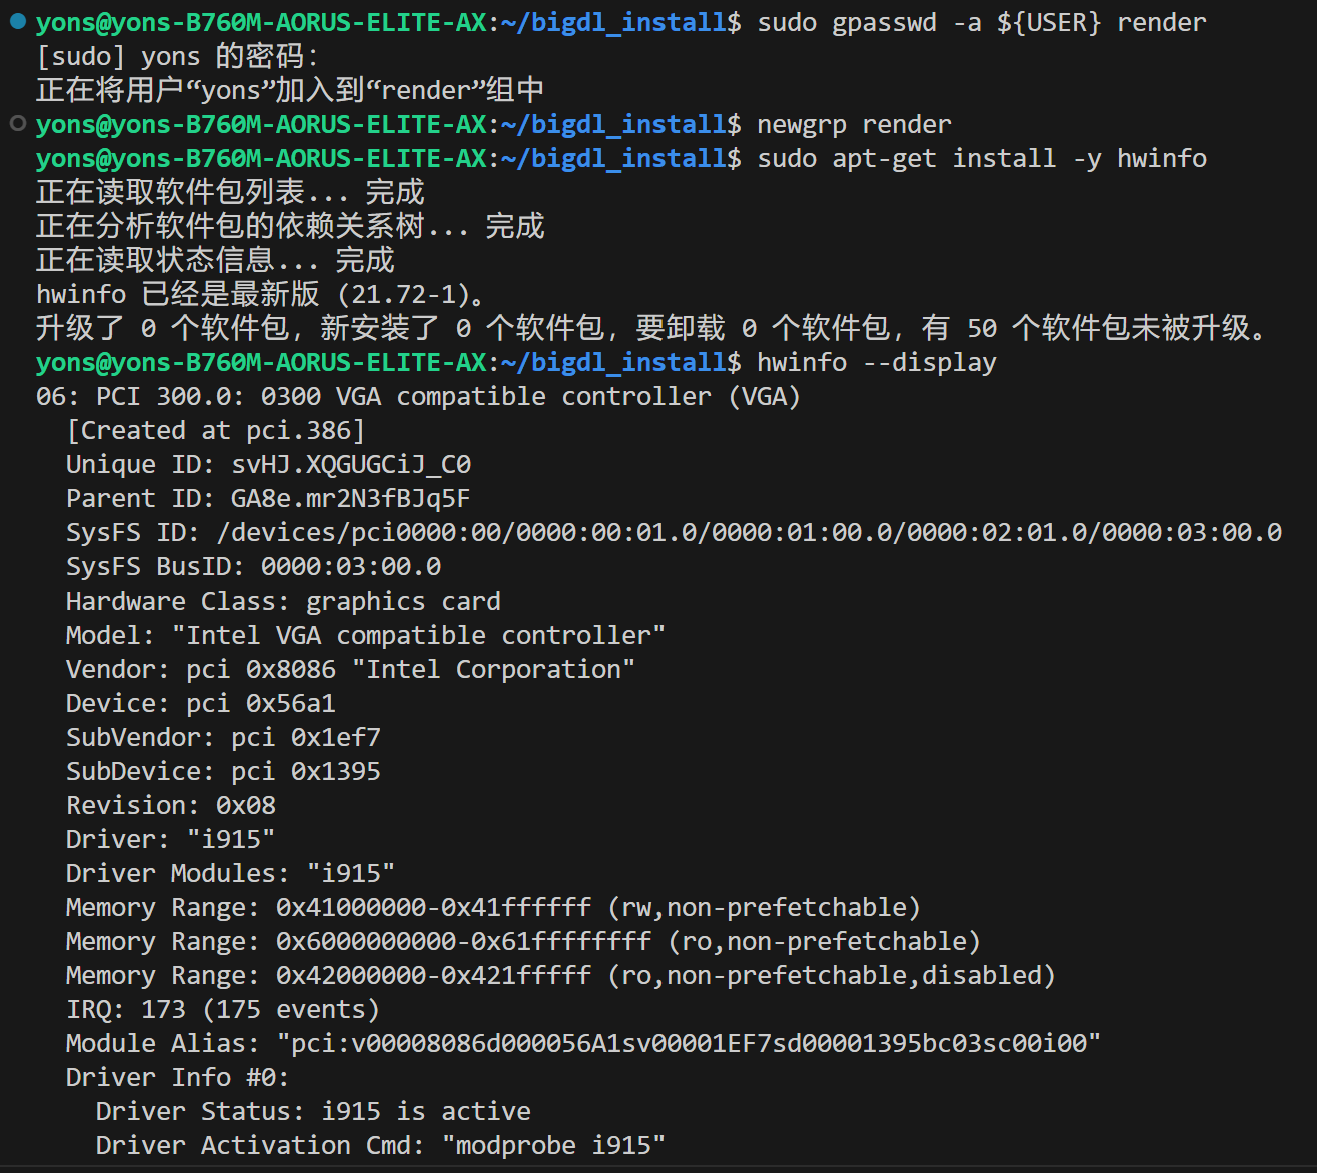 yons@yons-B760M-AORUS-ELITE-AX:~/bigdl_install$ sudo gpasswd -a ${USER} render
[sudo] yons 的密码：
正在将用户“yons”加入到“render”组中
yons@yons-B760M-AORUS-ELITE-AX:~/bigdl_install$ newgrp render
yons@yons-B760M-AORUS-ELITE-AX:~/bigdl_install$ sudo apt-get install -y hwinfo
正在读取软件包列表... 完成
正在分析软件包的依赖关系树... 完成
正在读取状态信息... 完成
hwinfo 已经是最新版 (21.72-1)。
升级了 0 个软件包，新安装了 0 个软件包，要卸载 0 个软件包，有 50 个软件包未被升级。
yons@yons-B760M-AORUS-ELITE-AX:~/bigdl_install$ hwinfo --display
06: PCI 300.0: 0300 VGA compatible controller (VGA)
  [Created at pci.386]
  Unique ID: svHJ.XQGUGCiJ_C0
  Parent ID: GA8e.mr2N3fBJq5F
  SysFS ID: /devices/pci0000:00/0000:00:01.0/0000:01:00.0/0000:02:01.0/0000:03:00.0
  SysFS BusID: 0000:03:00.0
  Hardware Class: graphics card
  Model: "Intel VGA compatible controller"
  Vendor: pci 0x8086 "Intel Corporation"
  Device: pci 0x56a1
  SubVendor: pci 0x1ef7
  SubDevice: pci 0x1395
  Revision: 0x08
  Driver: "i915"
  Driver Modules: "i915"
  Memory Range: 0x41000000-0x41ffffff (rw,non-prefetchable)
  Memory Range: 0x6000000000-0x61ffffffff (ro,non-prefetchable)
  Memory Range: 0x42000000-0x421fffff (ro,non-prefetchable,disabled)
  IRQ: 173 (175 events)
  Module Alias: "pci:v00008086d000056A1sv00001EF7sd00001395bc03sc00i00"
  Driver Info #0:
    Driver Status: i915 is active
    Driver Activation Cmd: "modprobe i915"